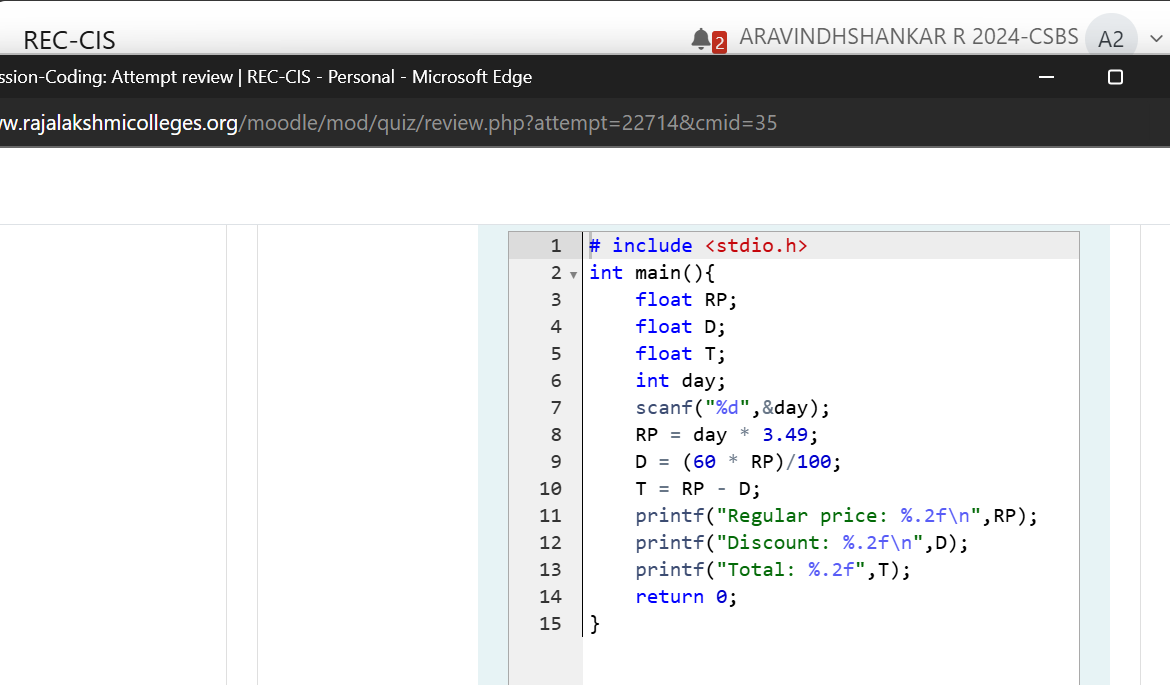 REC-CIS
2
ARAVINDHSHANKAR R 2024-CSBS
A2
ssion-Coding: Attempt review | REC-CIS - Personal - Microsoft Edge
w.rajalakshmicolleges.org/moodle/mod/quiz/review.php?attempt=22714&cmid=35
1 # include <stdio.h>
2 int main(){
3     float RP;
4     float D;
5     float T;
6     int day;
7     scanf("%d",&day);
8     RP = day * 3.49;
9     D = (60 * RP)/100;
10     T = RP - D;
11     printf("Regular price: %.2f\n",RP);
12     printf("Discount: %.2f\n",D);
13     printf("Total: %.2f",T);
14     return 0;
15 }